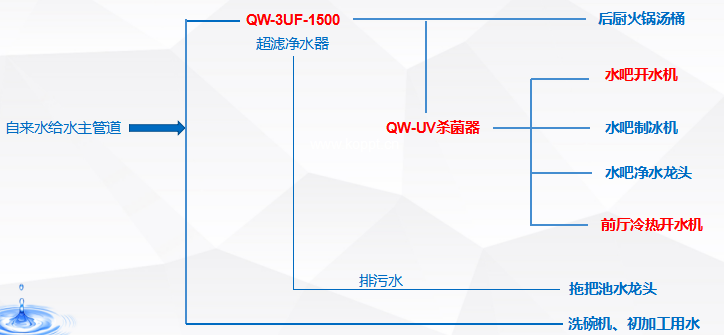 QW-3UF-1500
超滤净水器
后厨火锅汤桶
水吧开水机
自来水给水主管道
QW-UV杀菌器
水吧制冰机
水吧净水龙头
前厅冷热开水机
排污水
拖把池水龙头
洗碗机、初加工用水